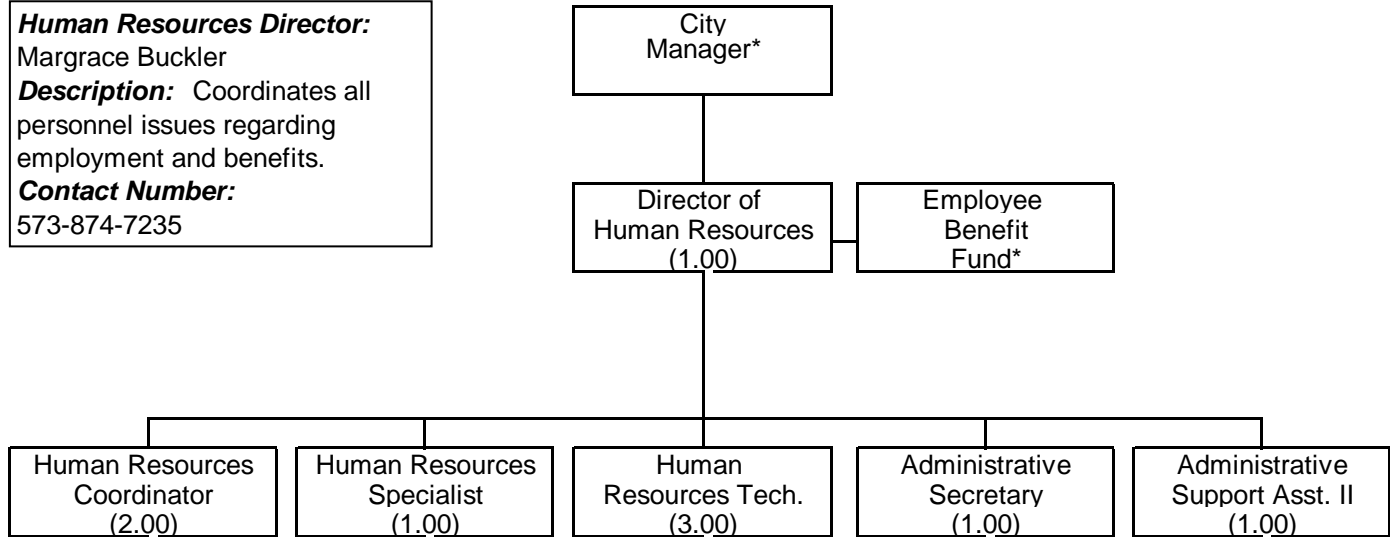 Human Resources Director:
Margrace Buckler
Description: Coordinates all
personnel issues regarding
employment and benefits.
Contact Number:
573-874-7235
City
Manager*
Director of
Human Resources
(1.00)
Employee
Benefit
Fund*
Human Resources
Coordinator
(2.00)
Human Resources
Specialist
(1.00)
Human
Resources Tech.
(3.00)
Administrative
Secretary
(1.00)
Administrative
Support Asst. II
(1.00)